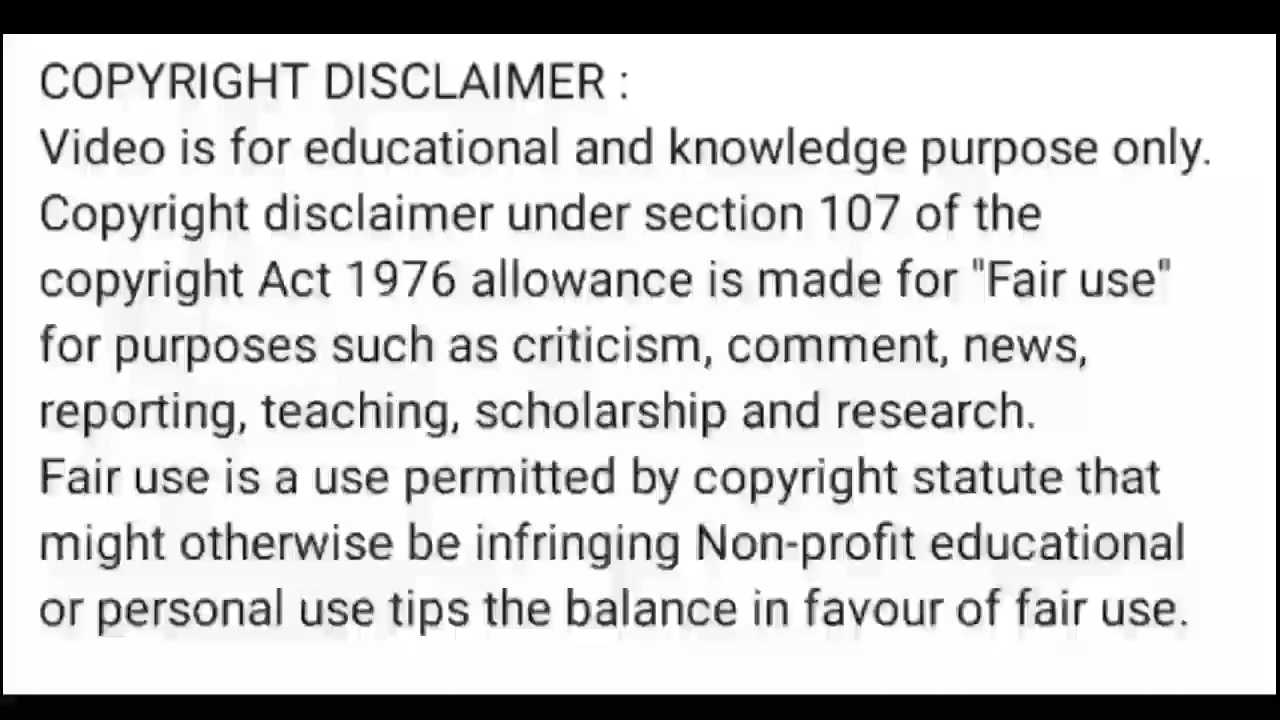 COPYRIGHT DISCLAIMER :
Video is for educational and knowledge purpose only.
Copyright disclaimer under section 107 of the
copyright Act 1976 allowance is made for "Fair use"
for purposes such as criticism, comment, news,
reporting, teaching, scholarship and research.
Fair use is a use permitted by copyright statute that
might otherwise be infringing Non-profit educational
or personal use tips the balance in favour of fair use.